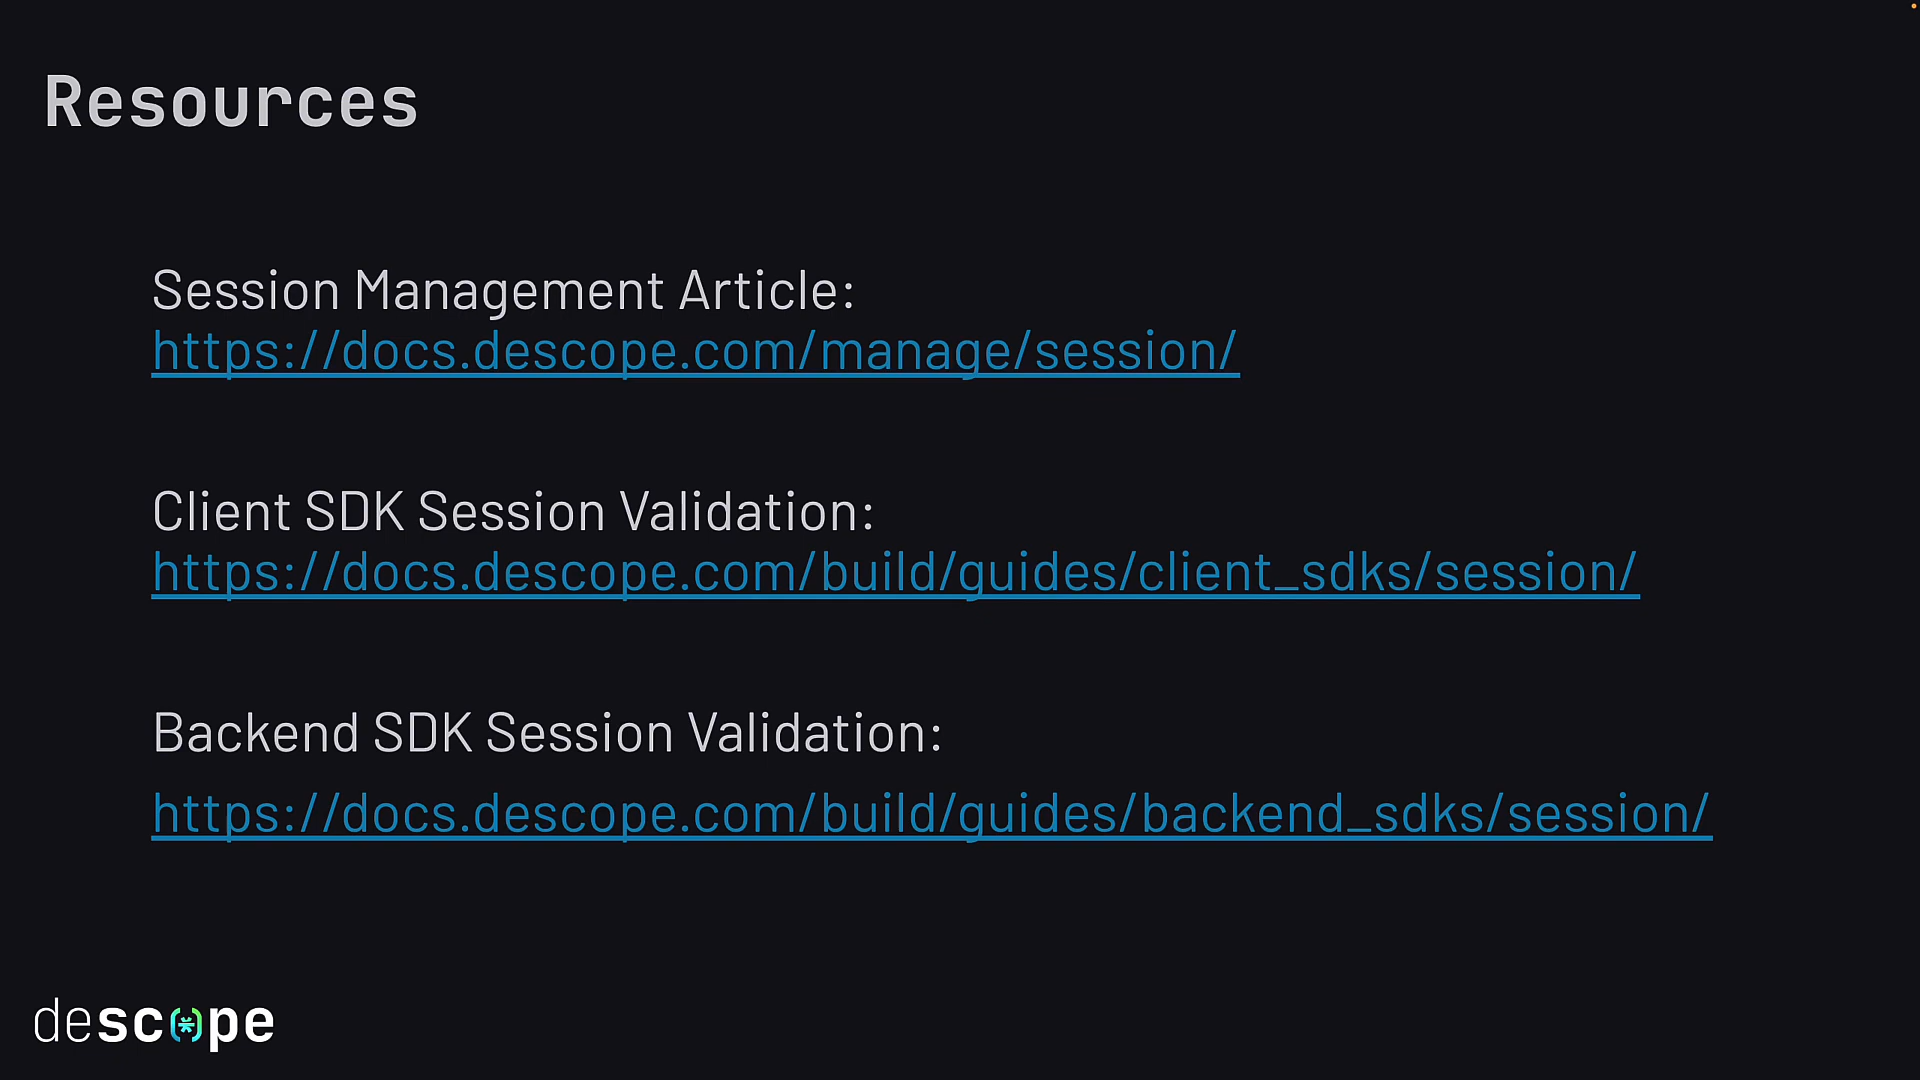 Resources
Session Management Article:
https://docs.descope.com/manage/session/
Client SDK Session Validation:
https://docs.descope.com/build/guides/client_sdks/session/
Backend SDK Session Validation:
https://docs.descope.com/build/guides/backend_sdks/session/
descope